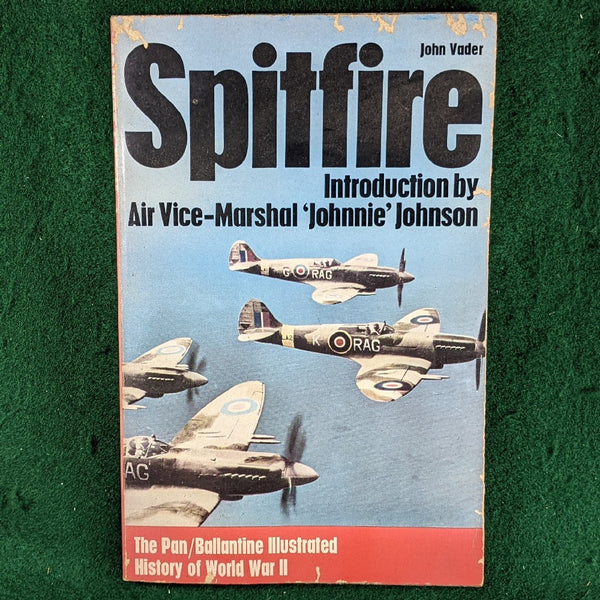 John Vader
Spitfire
Introduction by
Air Vice-Marshal 'Johnnie' Johnson
G RAG
K RAG
AG
The Pan/Ballantine Illustrated
History of World War II